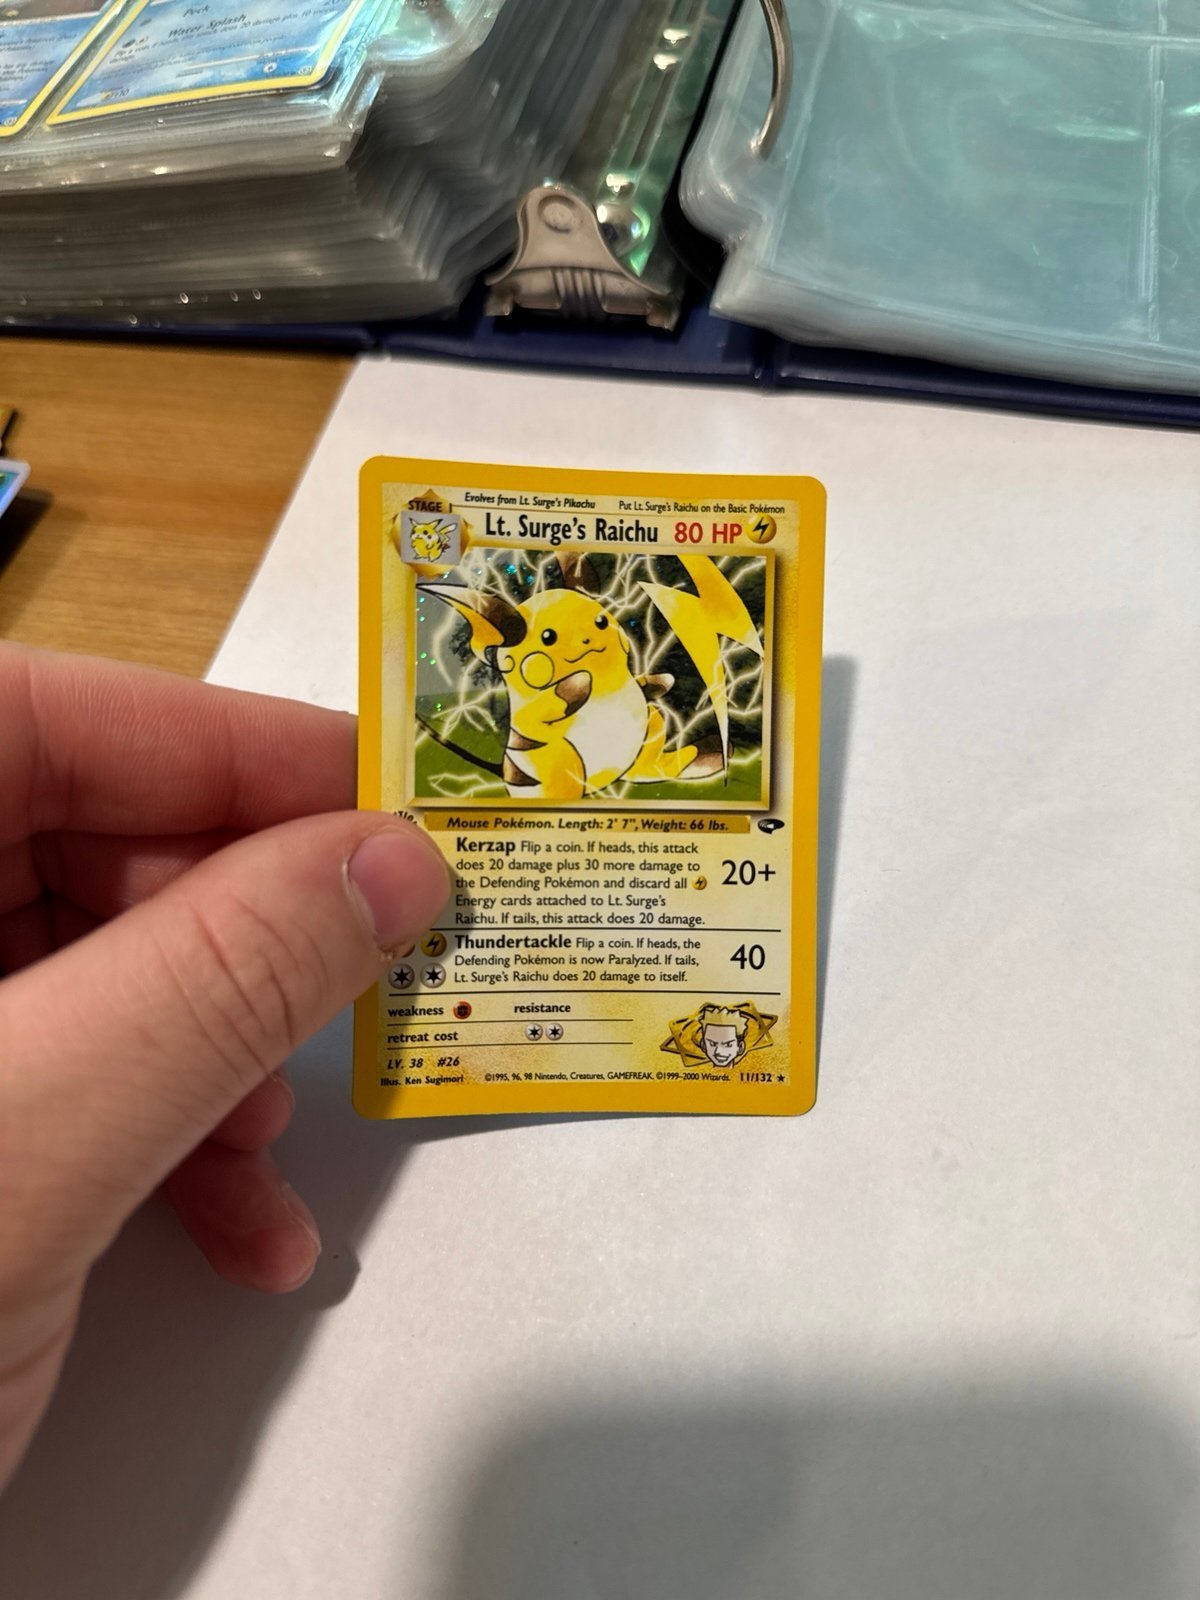 Peck
Water Splash
STAGE 1
Evolves from Lt. Surge's Pikachu
Put Lt. Surge's Raichu on the Basic Pokémon
Lt. Surge's Raichu 80 HP
Mouse Pokémon. Length: 2' 7", Weight: 66 lbs.
Kerzap Flip a coin. If heads, this attack
does 20 damage plus 30 more damage to
the Defending Pokémon and discard all
Energy cards attached to Lt. Surge's
Raichu. If tails, this attack does 20 damage.
20+
Thundertackle Flip a coin. If heads, the
Defending Pokémon is now Paralyzed. If tails,
Lt. Surge's Raichu does 20 damage to itself.
40
weakness resistance
retreat cost
LV. 38 #26
Illus. Ken Sugimori ©1995, 96, 98 Nintendo, Creatures, GAMEFREAK. ©1999-2000 Wizards. 11/132 ★